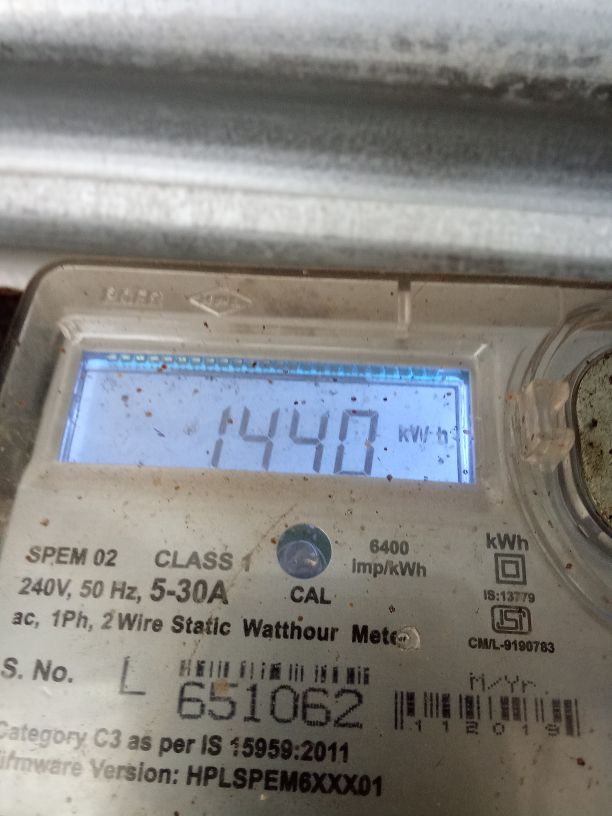 1440 kW h
SPEM 02 CLASS 1
6400
imp/kWh
kWh
240V, 50 Hz, 5-30A
CAL
IS:13779
ac, 1Ph, 2 Wire Static Watthour Meter
CM/L-9190783
S. No. L 651062
M/Yr.
112019
Category C3 as per IS 15959:2011
Firmware Version: HPLSPEM6XXX01